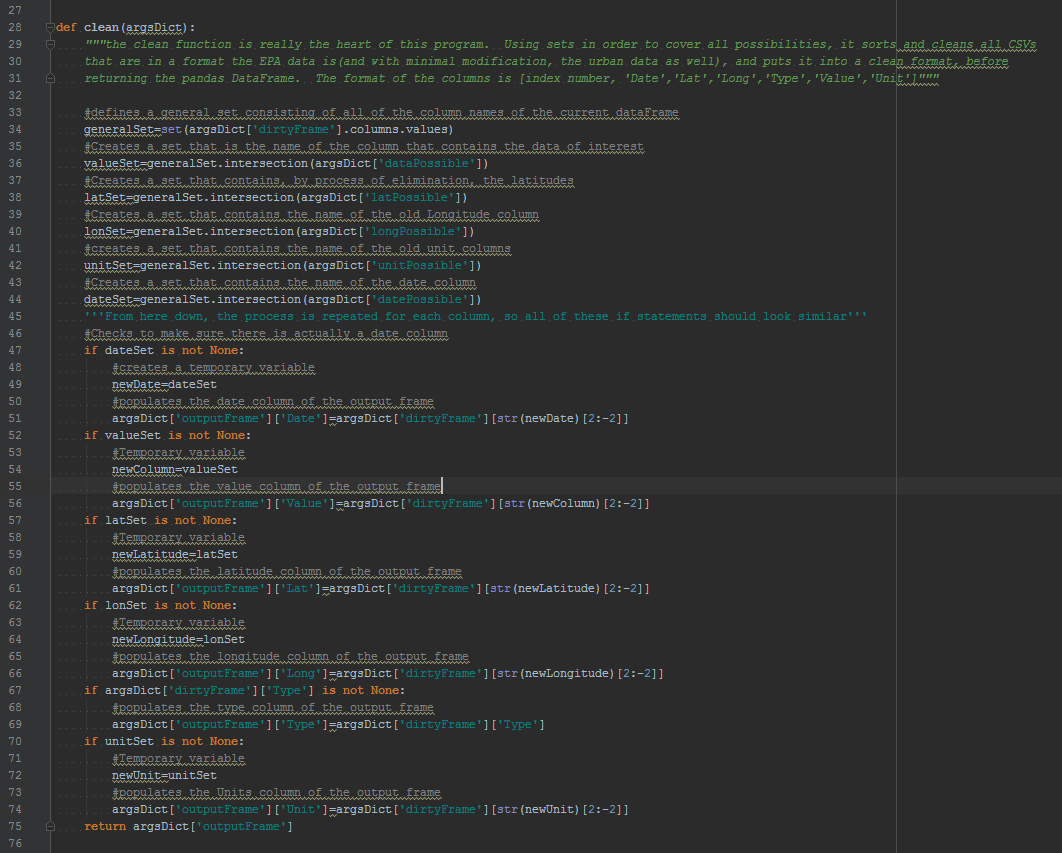 27
28 def clean(argsDict):
29 """the clean function is really the heart of this program.  Using sets in order to cover all possibilities, it sorts and cleans all CSVs
30 that are in a format the EPA data is(and with minimal modification, the urban data as well), and puts it into a clean format, before
31 returning the pandas DataFrame.  The format of the columns is [index number, 'Date','Lat','Long','Type','Value','Unit']"""
32
33 #defines a general set consisting of all of the column names of the current dataFrame
34 generalSet=set(argsDict['dirtyFrame'].columns.values)
35 #Creates a set that is the name of the column that contains the data of interest
36 valueSet=generalSet.intersection(argsDict['dataPossible'])
37 #Creates a set that contains, by process of elimination, the latitudes
38 latSet=generalSet.intersection(argsDict['latPossible'])
39 #Creates a set that contains the name of the old Longitude column
40 lonSet=generalSet.intersection(argsDict['longPossible'])
41 #creates a set that contains the name of the old unit columns
42 unitSet=generalSet.intersection(argsDict['unitPossible'])
43 #Creates a set that contains the name of the date column
44 dateSet=generalSet.intersection(argsDict['datePossible'])
45 '''From here down, the process is repeated for each column, so all of these if statements should look similar'''
46 #Checks to make sure there is actually a date column
47 if dateSet is not None:
48 #creates a temporary variable
49 newDate=dateSet
50 #populates the date column of the output frame
51 argsDict['outputFrame']['Date']=argsDict['dirtyFrame'][str(newDate)[2:-2]]
52 if valueSet is not None:
53 #Temporary variable
54 newColumn=valueSet
55 #populates the value column of the output frame
56 argsDict['outputFrame']['Value']=argsDict['dirtyFrame'][str(newColumn)[2:-2]]
57 if latSet is not None:
58 #Temporary variable
59 newLatitude=latSet
60 #populates the latitude column of the output frame
61 argsDict['outputFrame']['Lat']=argsDict['dirtyFrame'][str(newLatitude)[2:-2]]
62 if lonSet is not None:
63 #Temporary variable
64 newLongitude=lonSet
65 #populates the longitude column of the output frame
66 argsDict['outputFrame']['Long']=argsDict['dirtyFrame'][str(newLongitude)[2:-2]]
67 if argsDict['dirtyFrame']['Type'] is not None:
68 #populates the type column of the output frame
69 argsDict['outputFrame']['Type']=argsDict['dirtyFrame']['Type']
70 if unitSet is not None:
71 #Temporary variable
72 newUnit=unitSet
73 #populates the Units column of the output frame
74 argsDict['outputFrame']['Unit']=argsDict['dirtyFrame'][str(newUnit)[2:-2]]
75 return argsDict['outputFrame']
76